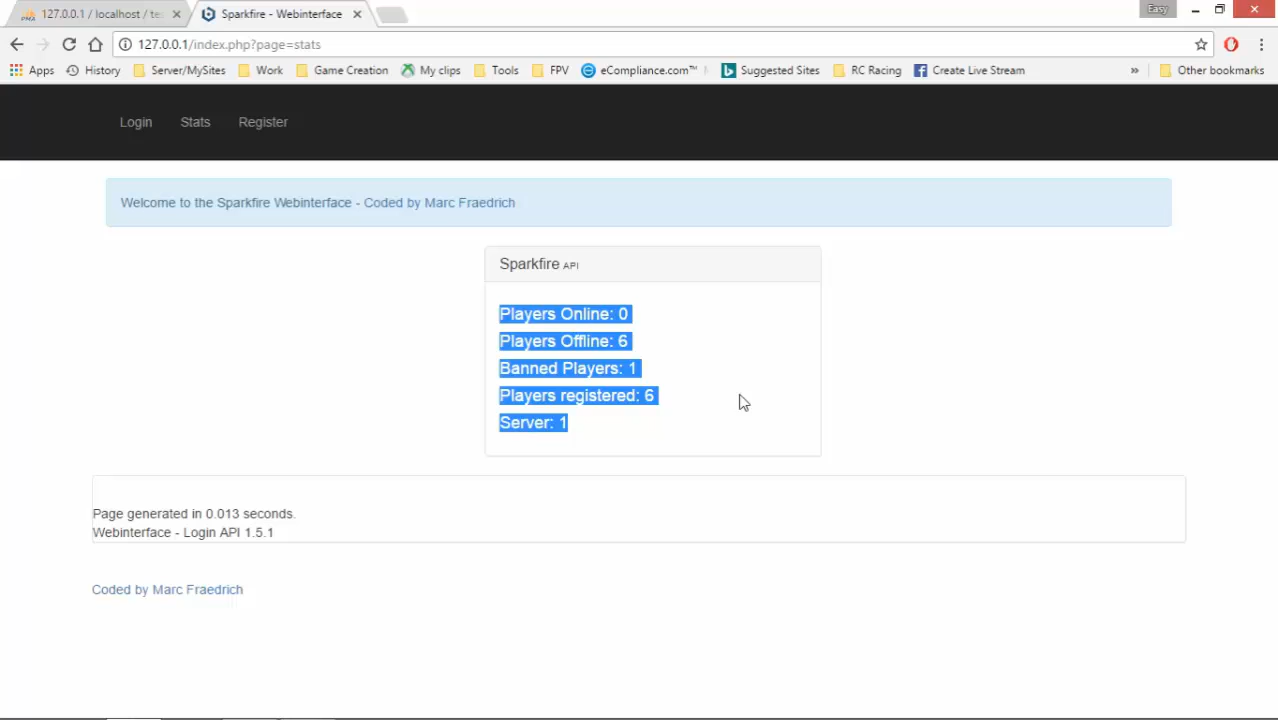 127.0.0.1 / localhost / te
Sparkfire - Webinterface
Easy
127.0.0.1/index.php?page=stats
Apps
History
Server/MySites
Work
Game Creation
My clips
Tools
FPV
eCompliance.com™
Suggested Sites
RC Racing
Create Live Stream
»
Other bookmarks
Login
Stats
Register
Welcome to the Sparkfire Webinterface - Coded by Marc Fraedrich
Sparkfire API
Players Online: 0
Players Offline: 6
Banned Players: 1
Players registered: 6
Server: 1
Page generated in 0.013 seconds.
Webinterface - Login API 1.5.1
Coded by Marc Fraedrich